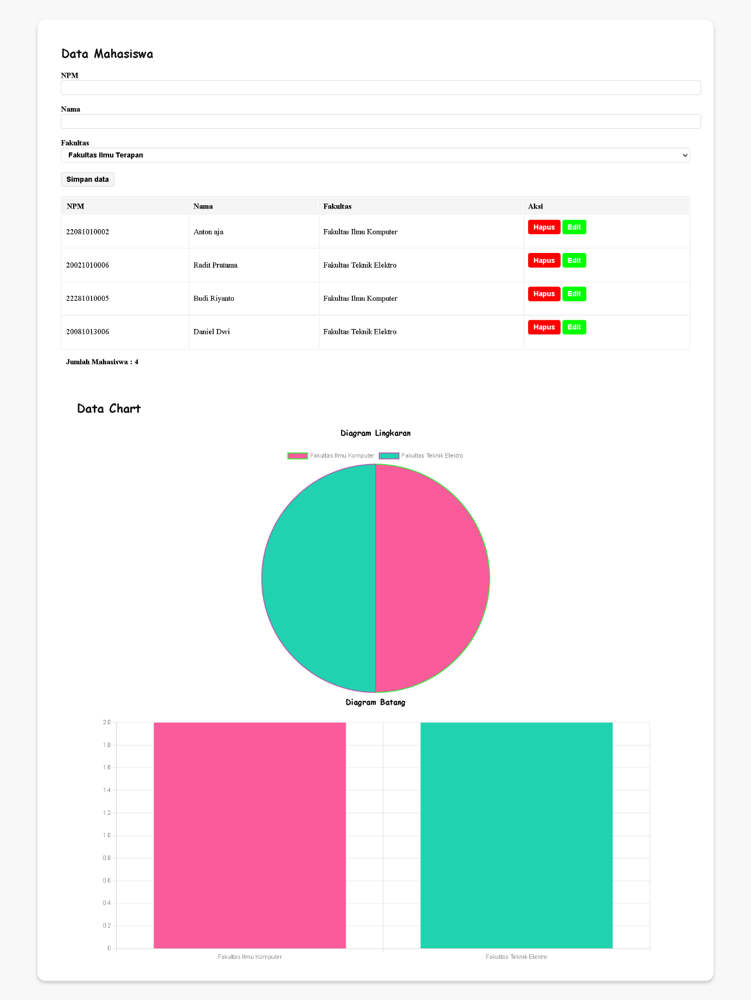 Data Mahasiswa
NPM
Nama
Fakultas
Fakultas Ilmu Terapan
Simpan data
NPM Nama Fakultas Aksi
22081010002 Anton aja Fakultas Ilmu Komputer Hapus Edit
20021010006 Radit Pratama Fakultas Teknik Elektro Hapus Edit
22281010005 Budi Riyanto Fakultas Ilmu Komputer Hapus Edit
20081013006 Daniel Dwi Fakultas Teknik Elektro Hapus Edit
Jumlah Mahasiswa : 4
Data Chart
Diagram Lingkaran
Fakultas Ilmu Komputer Fakultas Teknik Elektro
Diagram Batang
2.0
1.8
1.6
1.4
1.2
1.0
0.8
0.6
0.4
0.2
0
Fakultas Ilmu Komputer Fakultas Teknik Elektro